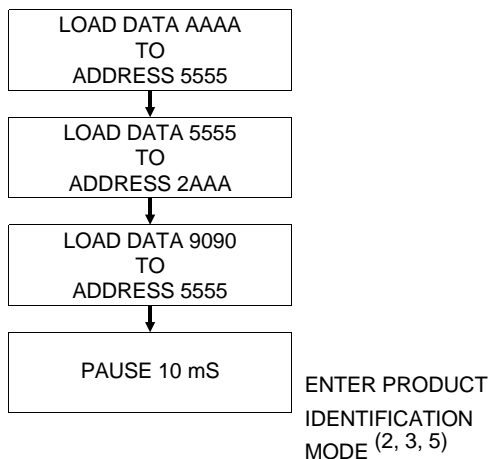 LOAD DATA AAAA
TO
ADDRESS 5555
LOAD DATA 5555
TO
ADDRESS 2AAA
LOAD DATA 9090
TO
ADDRESS 5555
PAUSE 10 mS
ENTER PRODUCT
IDENTIFICATION
MODE (2, 3, 5)